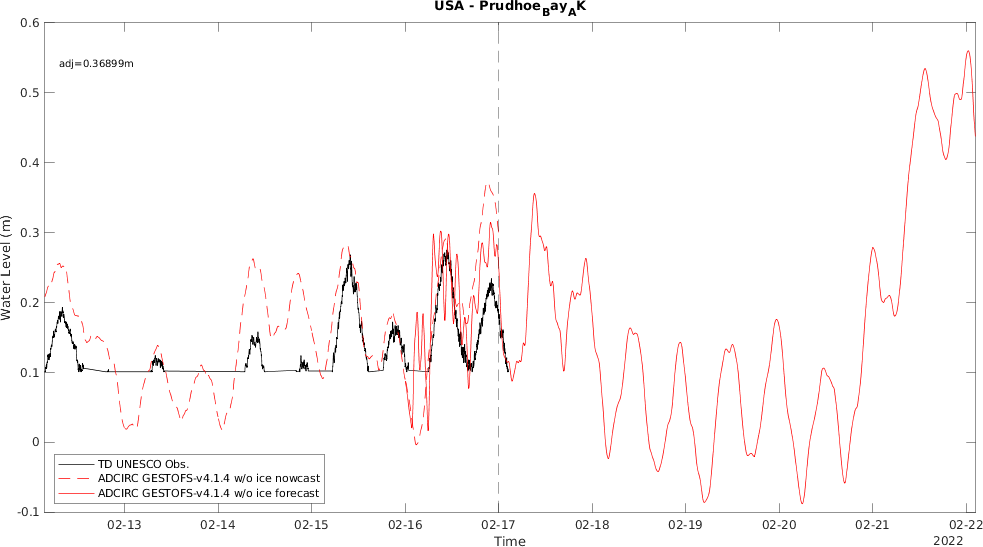 USA - Prudhoe_Bay_AK
adj=0.36899m
0.6
0.5
0.4
0.3
0.2
0.1
0
-0.1
Water Level (m)
TD UNESCO Obs.
ADCIRC GESTOFS-v4.1.4 w/o ice nowcast
ADCIRC GESTOFS-v4.1.4 w/o ice forecast
02-13 02-14 02-15 02-16 02-17 02-18 02-19 02-20 02-21 02-22
Time
2022